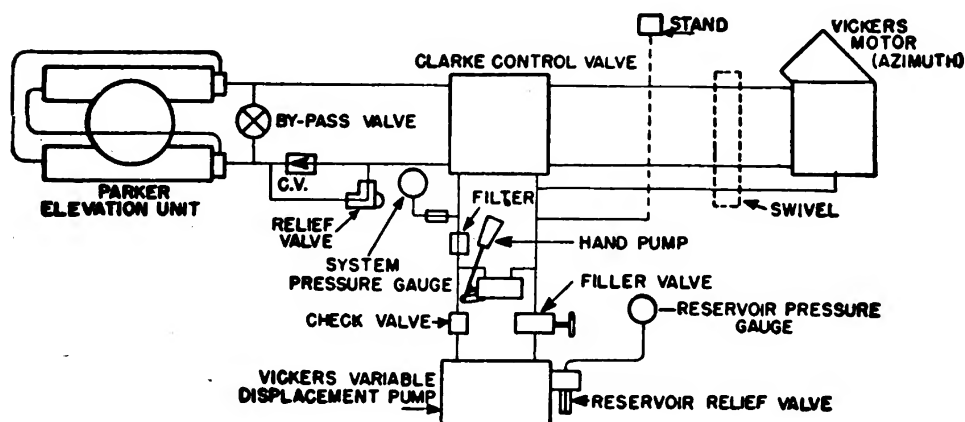 STAND
VICKERS
MOTOR
(AZIMUTH)
CLARKE CONTROL VALVE
BY-PASS VALVE
C.V.
PARKER
ELEVATION UNIT
RELIEF
VALVE
FILTER
SWIVEL
HAND PUMP
SYSTEM
PRESSURE GAUGE
FILLER VALVE
RESERVOIR PRESSURE
GAUGE
CHECK VALVE
VICKERS VARIABLE
DISPLACEMENT PUMP
RESERVOIR RELIEF VALVE